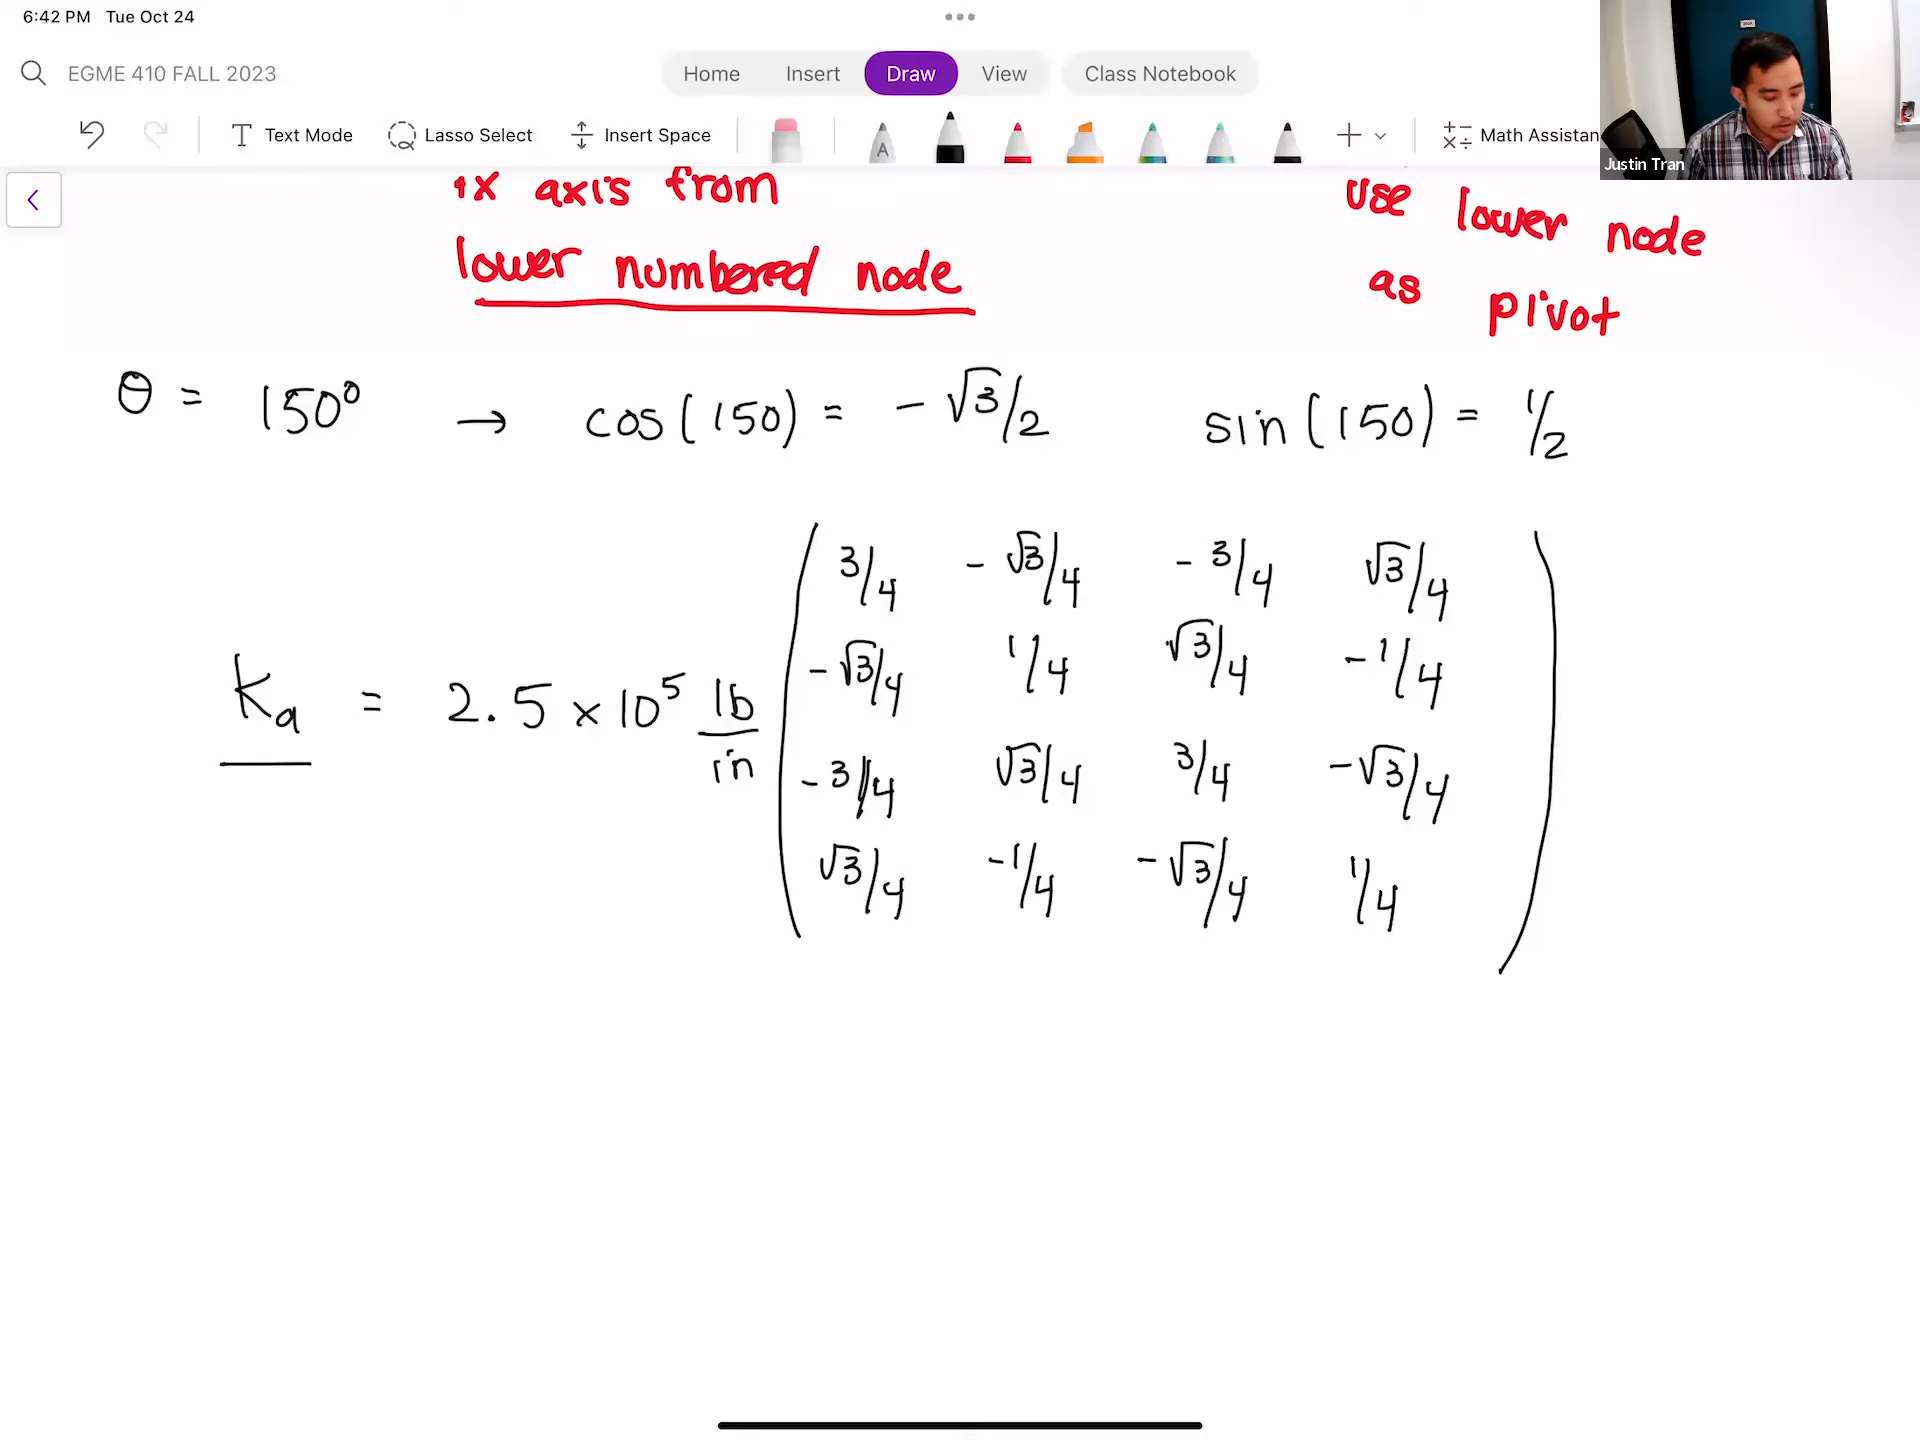 6:42 PM Tue Oct 24
EGME 410 FALL 2023
Home Insert Draw View Class Notebook
Text Mode Lasso Select Insert Space Math Assistan
Justin Tran
+x axis from
lower numbered node
use lower node
as pivot
θ = 150° → cos(150) = -√3/2 sin(150) = 1/2
3/4 -√3/4 -3/4 √3/4
-√3/4 1/4 √3/4 -1/4
Ka = 2.5 × 10⁵ lb/in
-3/4 √3/4 3/4 -√3/4
√3/4 -1/4 -√3/4 1/4